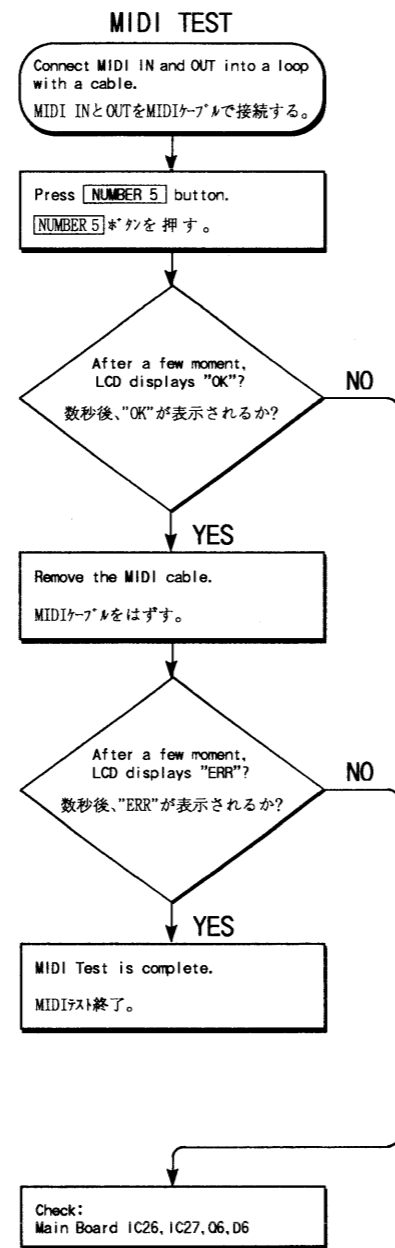 MIDI TEST
Connect MIDI IN and OUT into a loop
with a cable.
MIDI INとOUTをMIDIｹｰﾌﾞﾙで接続する。
Press NUMBER 5 button.
NUMBER 5 ﾎﾞﾀﾝを押す。
After a few moment,
LCD displays "OK"?
数秒後、"OK"が表示されるか?
NO
YES
Remove the MIDI cable.
MIDIｹｰﾌﾞﾙをはずす。
After a few moment,
LCD displays "ERR"?
数秒後、"ERR"が表示されるか?
NO
YES
MIDI Test is complete.
MIDIﾃｽﾄ終了。
Check:
Main Board IC26, IC27, Q6, D6